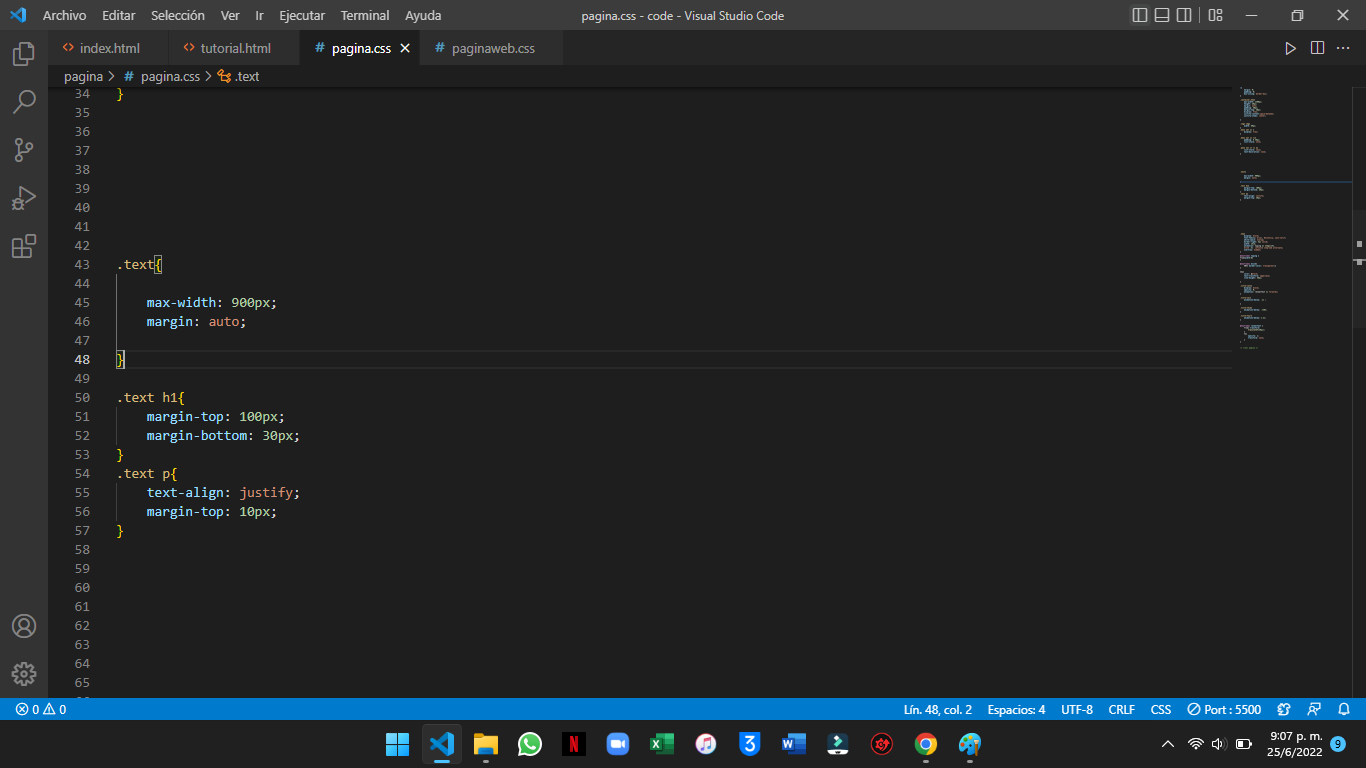 Archivo Editar Selección Ver Ir Ejecutar Terminal Ayuda pagina.css - code - Visual Studio Code
index.html tutorial.html # pagina.css # paginaweb.css
pagina > # pagina.css > .text
34 }
35
36
37
38
39
40
41
42
43 .text{
44
45 max-width: 900px;
46 margin: auto;
47
48 }
49
50 .text h1{
51 margin-top: 100px;
52 margin-bottom: 30px;
53 }
54 .text p{
55 text-align: justify;
56 margin-top: 10px;
57 }
58
59
60
61
62
63
64
65
0 0 Lín. 48, col. 2 Espacios: 4 UTF-8 CRLF CSS Port : 5500
9:07 p. m.
25/6/2022
9